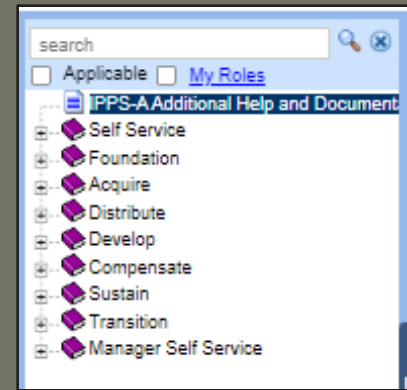 search
Applicable My Roles
IPPS-A Additional Help and Document
Self Service
Foundation
Acquire
Distribute
Develop
Compensate
Sustain
Transition
Manager Self Service